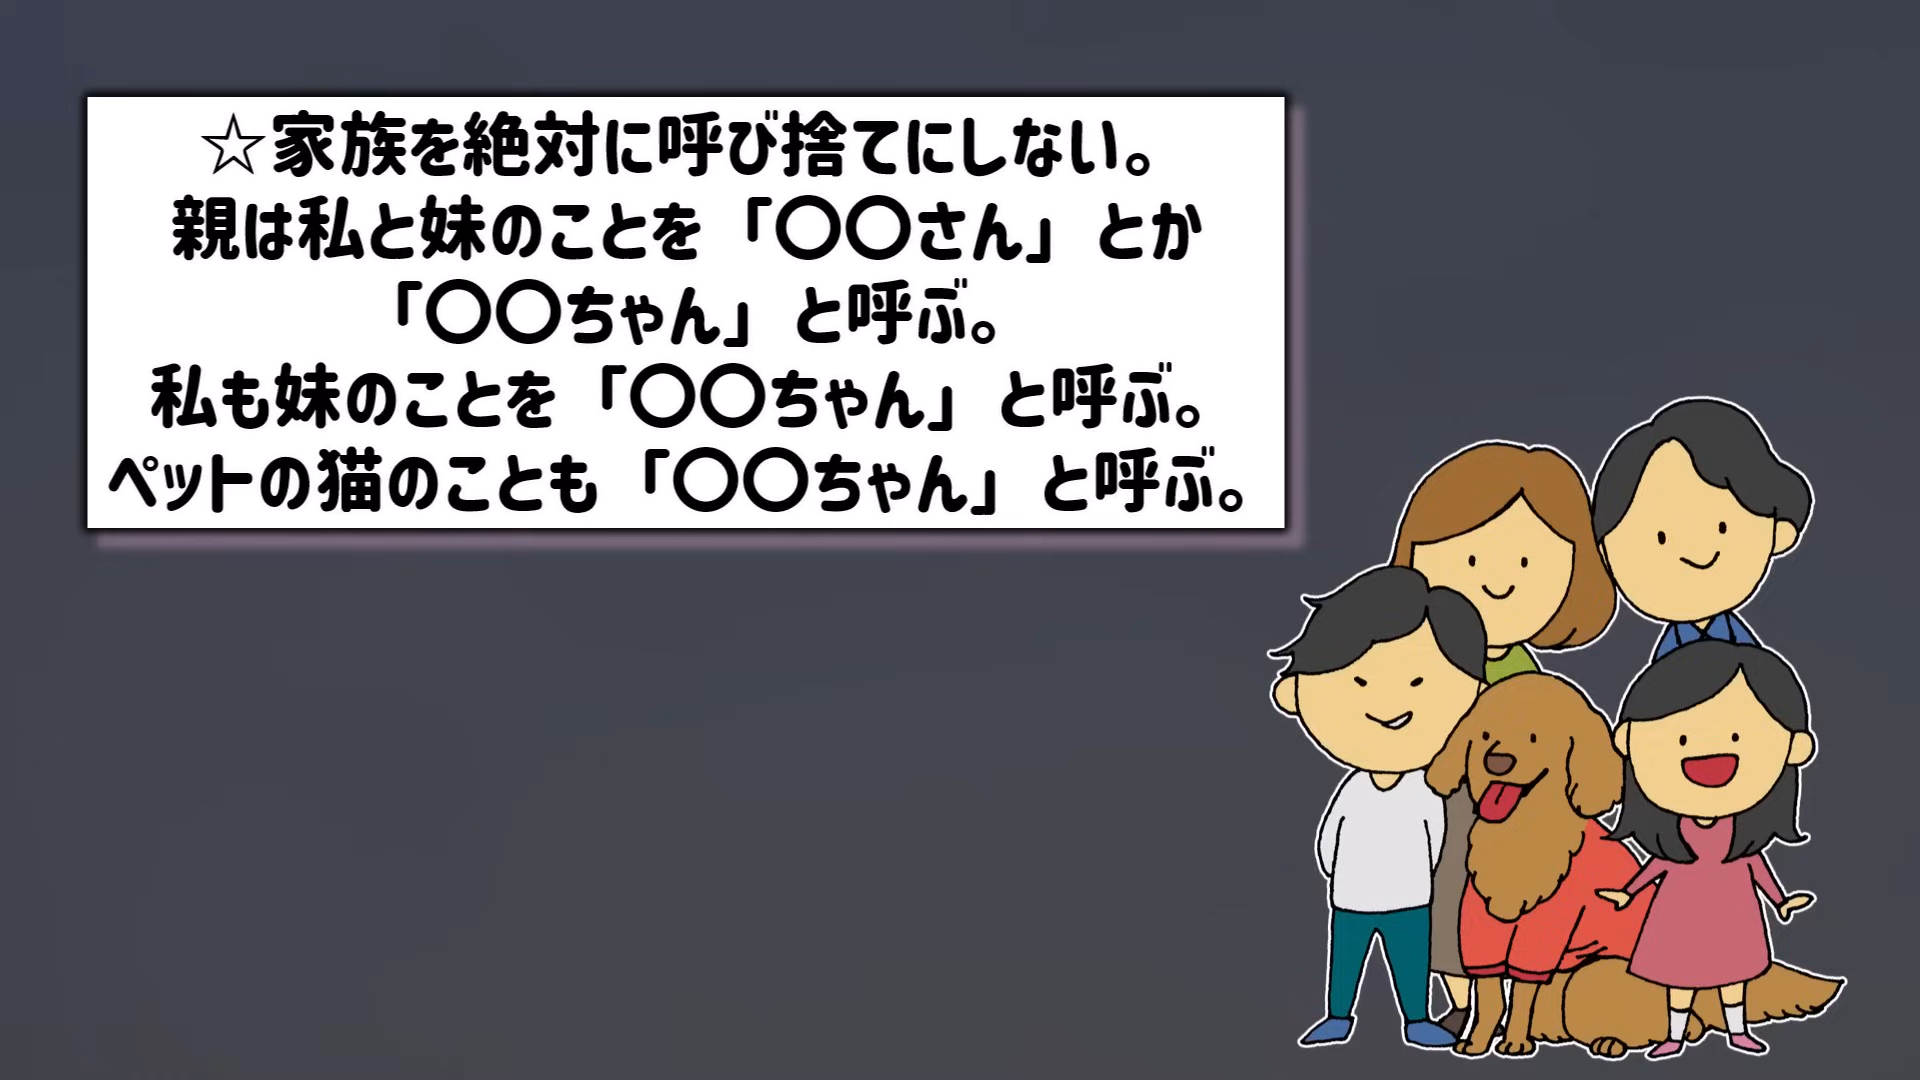 ☆家族を絶対に呼び捨てにしない。
親は私と妹のことを「〇〇さん」とか
「〇〇ちゃん」と呼ぶ。
私も妹のことを「〇〇ちゃん」と呼ぶ。
ペットの猫のことも「〇〇ちゃん」と呼ぶ。